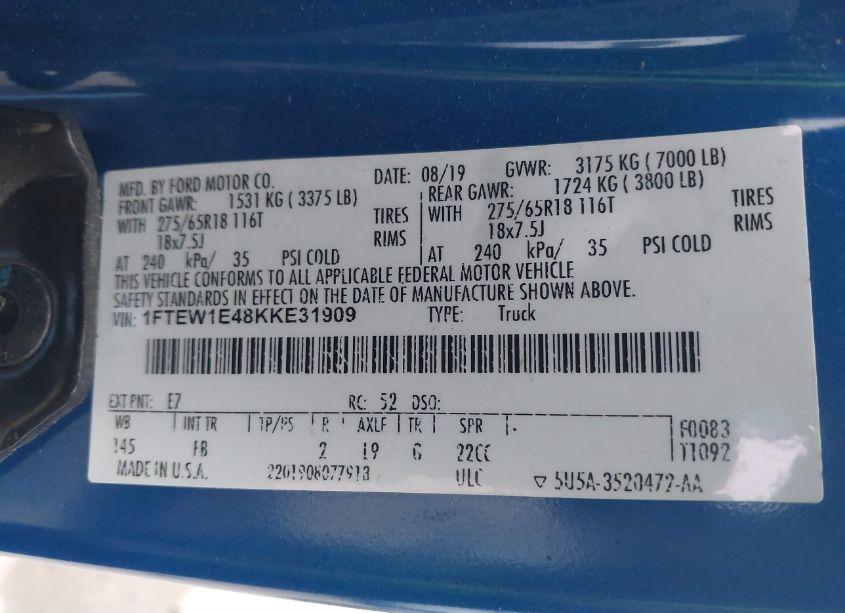 MFD. BY FORD MOTOR CO. DATE: 08/19 GVWR: 3175 KG ( 7000 LB)
FRONT GAWR: 1531 KG ( 3375 LB) REAR GAWR: 1724 KG ( 3800 LB)
WITH 275/65R18 116T TIRES WITH 275/65R18 116T TIRES
18x7.5J RIMS 18x7.5J RIMS
AT 240 kPa/ 35 PSI COLD AT 240 kPa/ 35 PSI COLD
THIS VEHICLE CONFORMS TO ALL APPLICABLE FEDERAL MOTOR VEHICLE
SAFETY STANDARDS IN EFFECT ON THE DATE OF MANUFACTURE SHOWN ABOVE.
VIN: 1FTEW1E48KKE31909 TYPE: Truck
EXT PNT: E7 RC: 52 DSO:
WB INT TR TP/PS R AXLE TR SPR F0083
145 FB 2 19 6 22CC T1092
MADE IN U.S.A. ULC ▽ 5U5A-3520472-AA